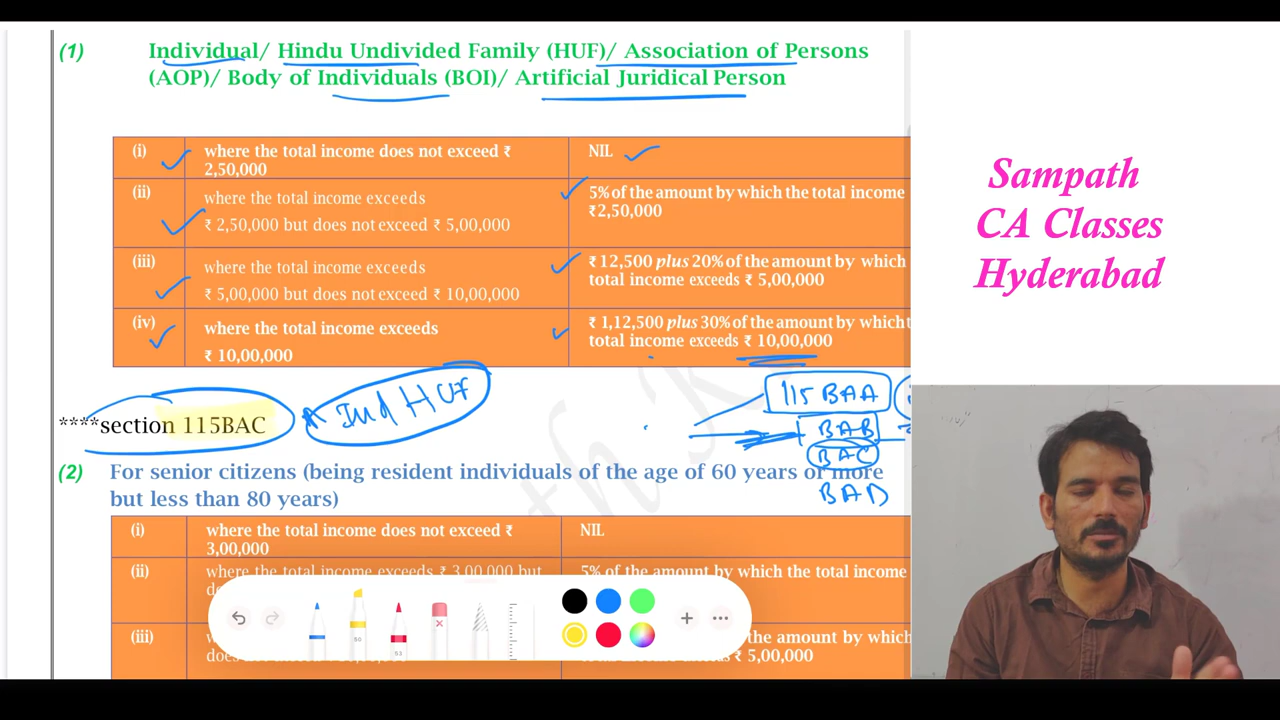 (1) Individual/ Hindu Undivided Family (HUF)/ Association of Persons
(AOP)/ Body of Individuals (BOI)/ Artificial Juridical Person
(i) where the total income does not exceed ₹
2,50,000
NIL
(ii) where the total income exceeds
₹ 2,50,000 but does not exceed ₹ 5,00,000
5% of the amount by which the total income
₹2,50,000
(iii) where the total income exceeds
₹ 5,00,000 but does not exceed ₹ 10,00,000
₹ 12,500 plus 20% of the amount by which
total income exceeds ₹ 5,00,000
(iv) where the total income exceeds
₹ 10,00,000
₹ 1,12,500 plus 30% of the amount by which t
total income exceeds ₹ 10,00,000
****section 115BAC
Ind HUF
115 BAA
BAB
BAC
BAD
(2) For senior citizens (being resident individuals of the age of 60 years or more
but less than 80 years)
(i) where the total income does not exceed ₹
3,00,000
NIL
(ii) where the total income exceeds ₹ 3,00,000 but
5% of the amount by which the total income
(iii)
the amount by which
₹ 5,00,000
Sampath
CA Classes
Hyderabad